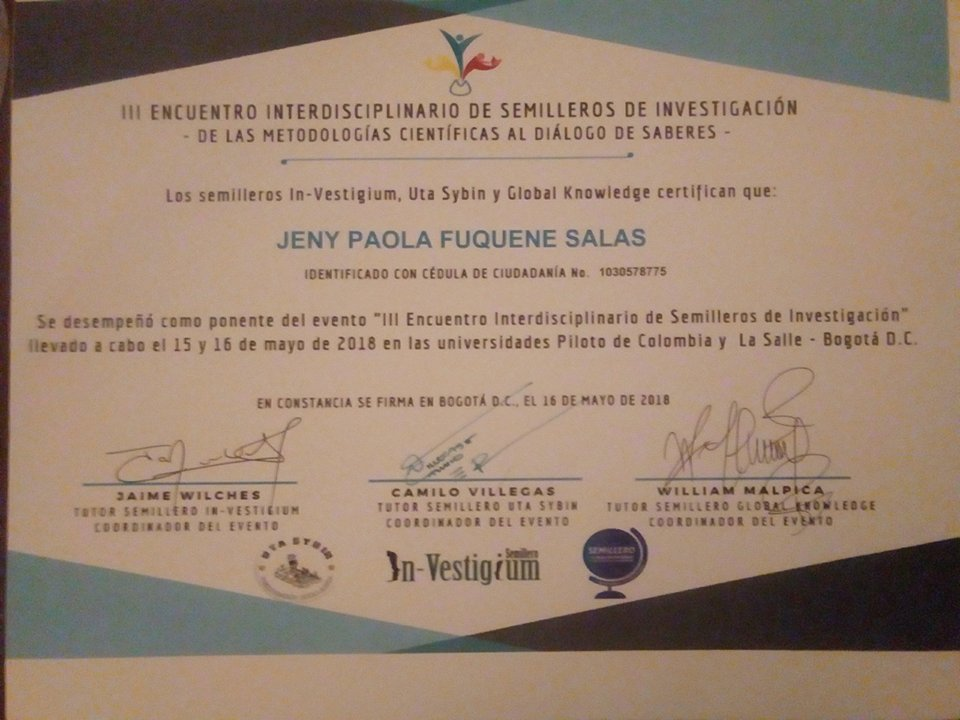 III ENCUENTRO INTERDISCIPLINARIO DE SEMILLEROS DE INVESTIGACIÓN
- DE LAS METODOLOGÍAS CIENTÍFICAS AL DIÁLOGO DE SABERES -
Los semilleros In-Vestigium, Uta Sybin y Global Knowledge certifican que:
JENY PAOLA FUQUENE SALAS
IDENTIFICADO CON CÉDULA DE CIUDADANÍA No. 1030578775
Se desempeñó como ponente del evento "III Encuentro Interdisciplinario de Semilleros de Investigación"
llevado a cabo el 15 y 16 de mayo de 2018 en las universidades Piloto de Colombia y La Salle - Bogotá D.C.
EN CONSTANCIA SE FIRMA EN BOGOTÁ D.C., EL 16 DE MAYO DE 2018
JAIME WILCHES
TUTOR SEMILLERO IN-VESTIGIUM
COORDINADOR DEL EVENTO
CAMILO VILLEGAS
TUTOR SEMILLERO UTA SYBIN
COORDINADOR DEL EVENTO
WILLIAM MALPICA
TUTOR SEMILLERO GLOBAL KNOWLEDGE
COORDINADOR DEL EVENTO
UTA SYBIN
Semillero
In-Vestigium
SEMILLERO